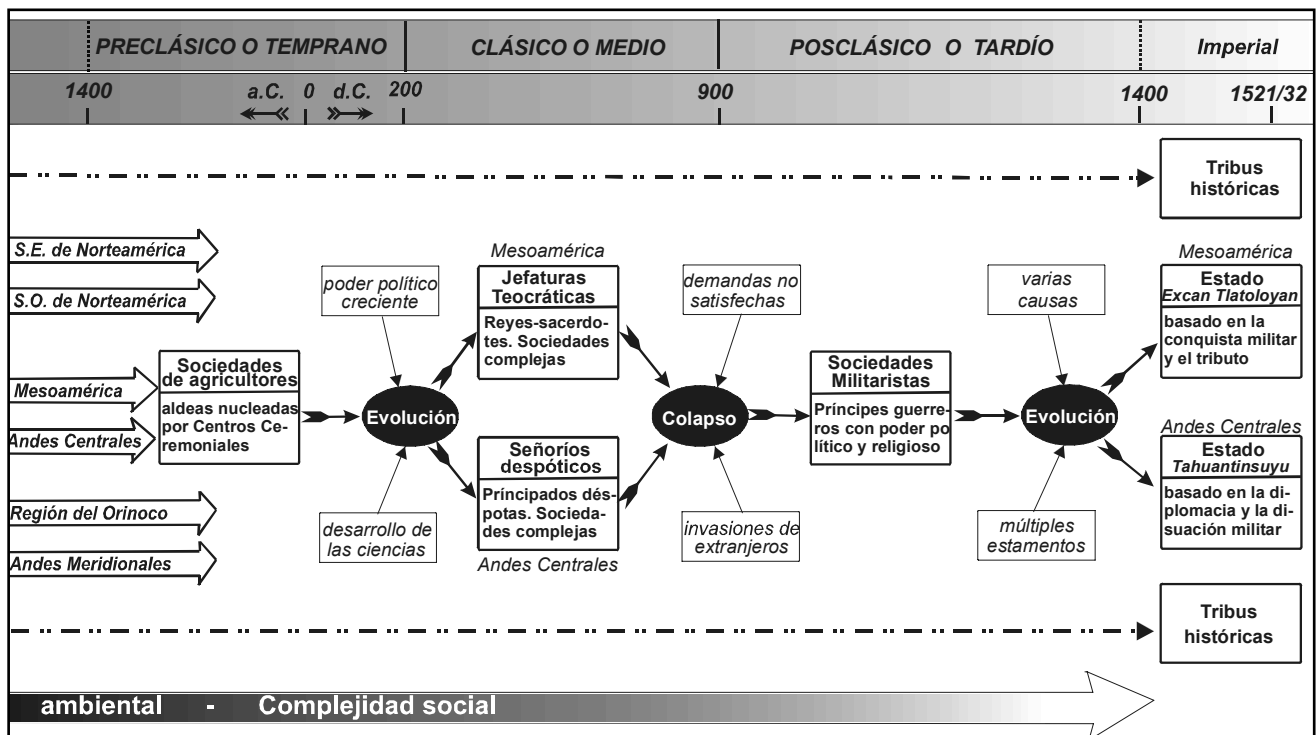 PRECLÁSICO O TEMPRANO
CLÁSICO O MEDIO
POSCLÁSICO O TARDÍO
Imperial
1400
a.C.
0
d.C.
200
900
1400
1521/32
Tribus
históricas
S.E. de Norteamérica
S.O. de Norteamérica
Mesoamérica
Andes Centrales
Región del Orinoco
Andes Meridionales
Sociedades
de agricultores
aldeas nucleadas
por Centros Ce-
remoniales
poder político
creciente
Evolución
desarrollo de
las ciencias
Mesoamérica
Jefaturas
Teocráticas
Reyes-sacerdo-
tes. Sociedades
complejas
Señoríos
despóticos
Príncipados dés-
potas. Socieda-
des complejas
Andes Centrales
demandas no
satisfechas
Colapso
invasiones de
extranjeros
Sociedades
Militaristas
Príncipes guerre-
ros con poder po
lítico y religioso
varias
causas
Evolución
múltiples
estamentos
Mesoamérica
Estado
Excan Tlatoloyan
basado en la
conquista militar
y el tributo
Andes Centrales
Estado
Tahuantinsuyu
basado en la di-
plomacia y la di-
suación militar
Tribus
históricas
ambiental - Complejidad social